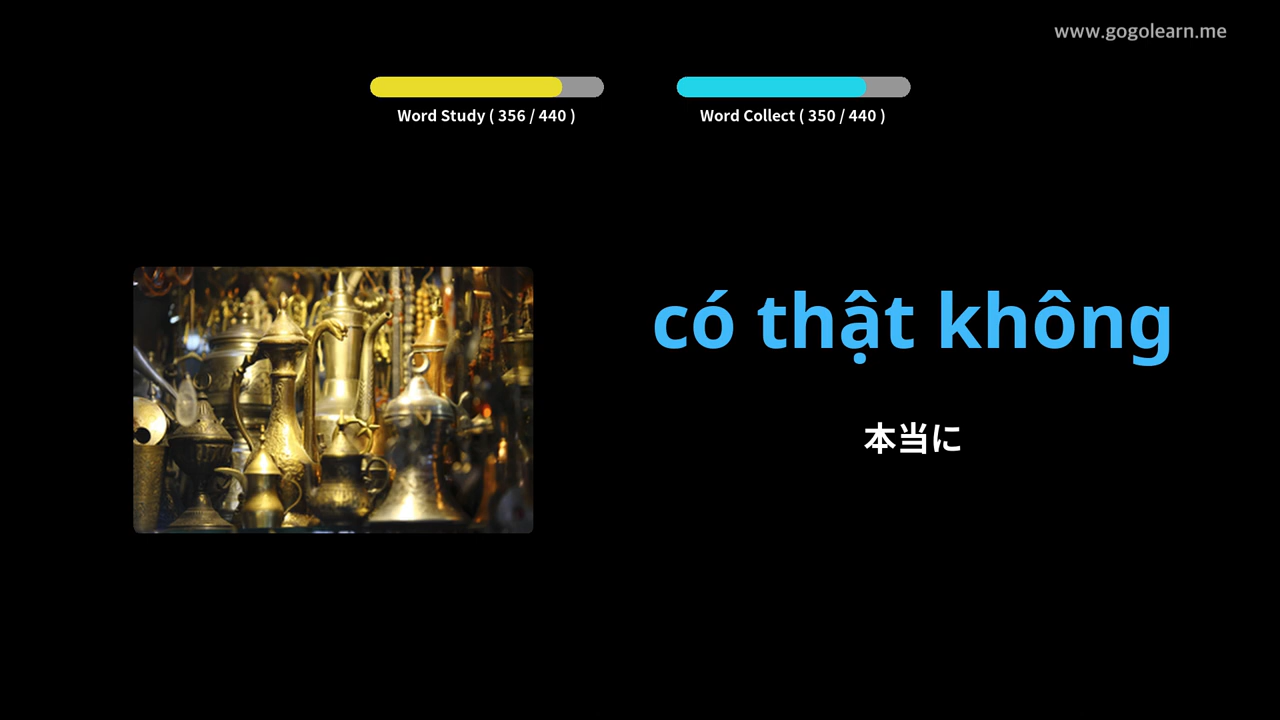 www.gogolearn.me
Word Study ( 356 / 440 )
Word Collect ( 350 / 440 )
có thật không
本当に